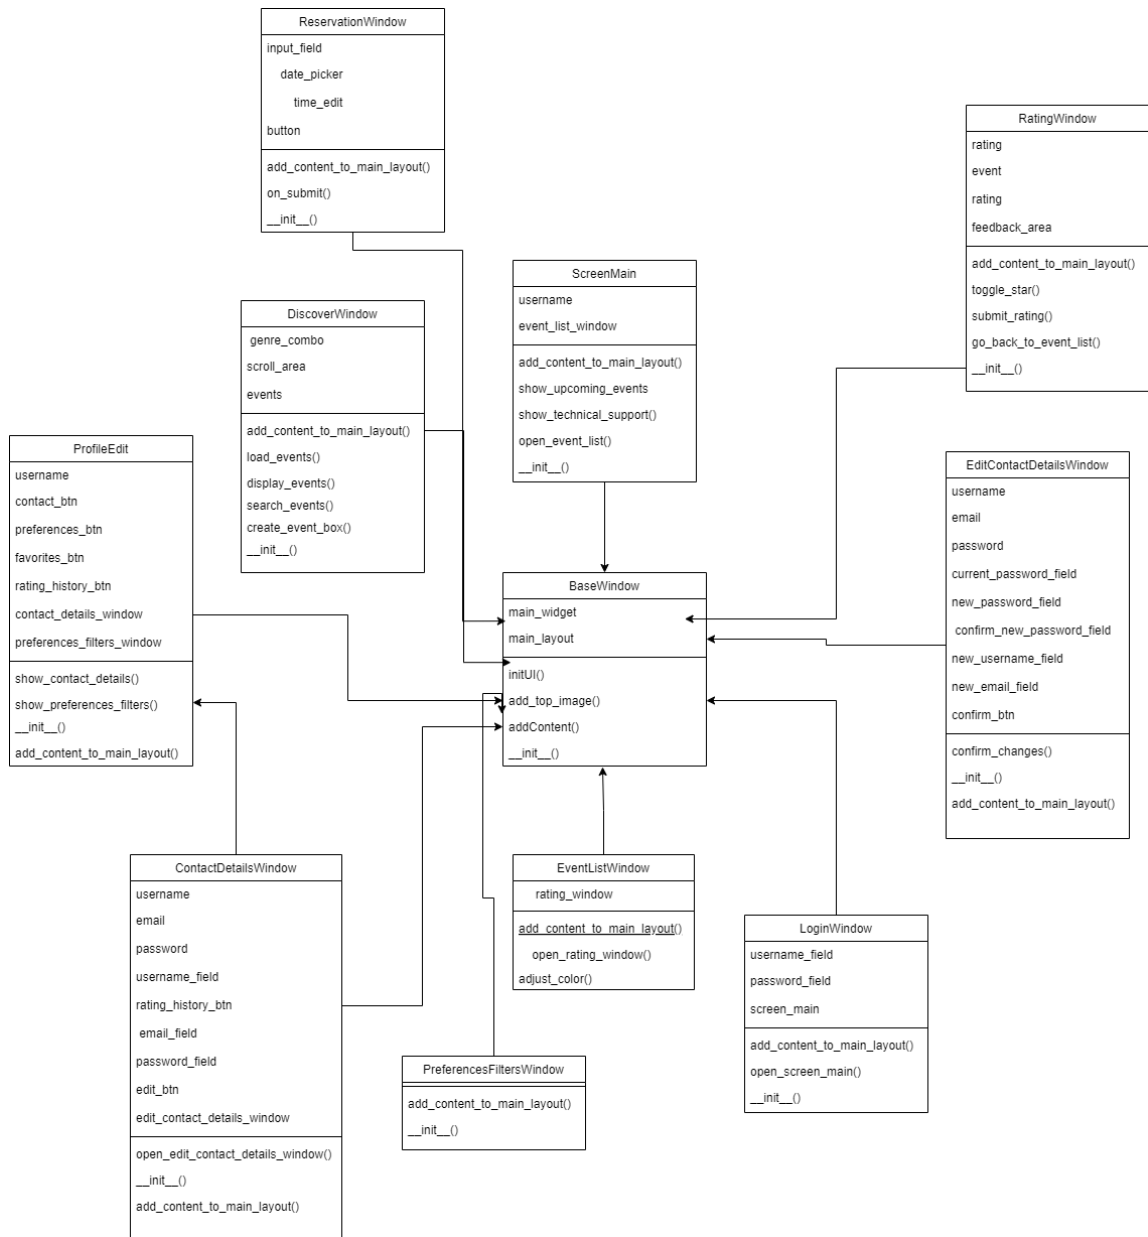 ReservationWindow
input_field
date_picker
time_edit
button
add_content_to_main_layout()
on_submit()
__init__()
RatingWindow
rating
event
rating
feedback_area
add_content_to_main_layout()
toggle_star()
submit_rating()
go_back_to_event_list()
__init__()
ScreenMain
username
event_list_window
add_content_to_main_layout()
show_upcoming_events
show_technical_support()
open_event_list()
__init__()
DiscoverWindow
genre_combo
scroll_area
events
add_content_to_main_layout()
load_events()
display_events()
search_events()
create_event_box()
__init__()
ProfileEdit
username
contact_btn
preferences_btn
favorites_btn
rating_history_btn
contact_details_window
preferences_filters_window
show_contact_details()
show_preferences_filters()
__init__()
add_content_to_main_layout()
EditContactDetailsWindow
username
email
password
current_password_field
new_password_field
confirm_new_password_field
new_username_field
new_email_field
confirm_btn
confirm_changes()
__init__()
add_content_to_main_layout()
BaseWindow
main_widget
main_layout
initUI()
add_top_image()
addContent()
__init__()
ContactDetailsWindow
username
email
password
username_field
rating_history_btn
email_field
password_field
edit_btn
edit_contact_details_window
open_edit_contact_details_window()
__init__()
add_content_to_main_layout()
EventListWindow
rating_window
add_content_to_main_layout()
open_rating_window()
adjust_color()
LoginWindow
username_field
password_field
screen_main
add_content_to_main_layout()
open_screen_main()
__init__()
PreferencesFiltersWindow
add_content_to_main_layout()
__init__()